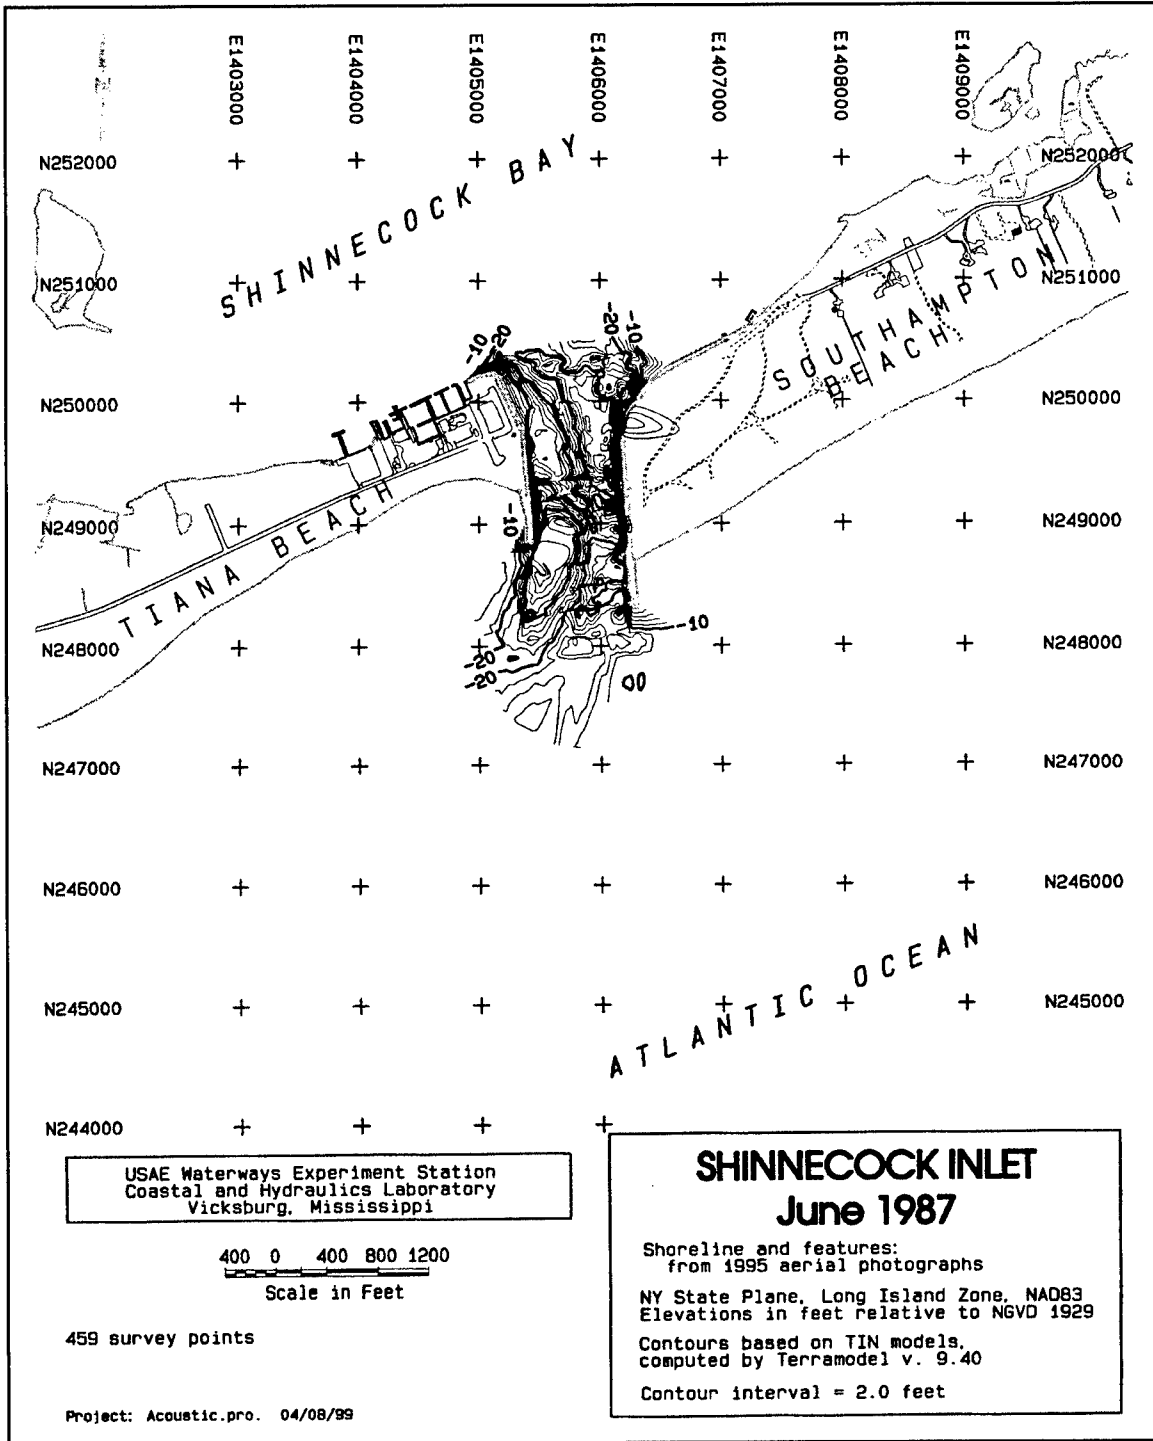 E1403000 E1404000 E1405000 E1406000 E1407000 E1408000 E1409000
N252000 N252000
SHINNECOCK BAY
N251000 N251000
SOUTHAMPTON
BEACH
-10 -20 -20 -10
N250000 N250000
N249000 N249000
-10
TIANA BEACH
N248000 N248000
-10
-20
-20
N247000 N247000
N246000 N246000
ATLANTIC OCEAN
N245000 N245000
N244000
USAE Waterways Experiment Station
Coastal and Hydraulics Laboratory
Vicksburg, Mississippi
400 0 400 800 1200
Scale in Feet
459 survey points
Project: Acoustic.pro. 04/08/99
SHINNECOCK INLET
June 1987
Shoreline and features:
from 1995 aerial photographs
NY State Plane, Long Island Zone, NAD83
Elevations in feet relative to NGVD 1929
Contours based on TIN models,
computed by Terramodel v. 9.40
Contour interval = 2.0 feet